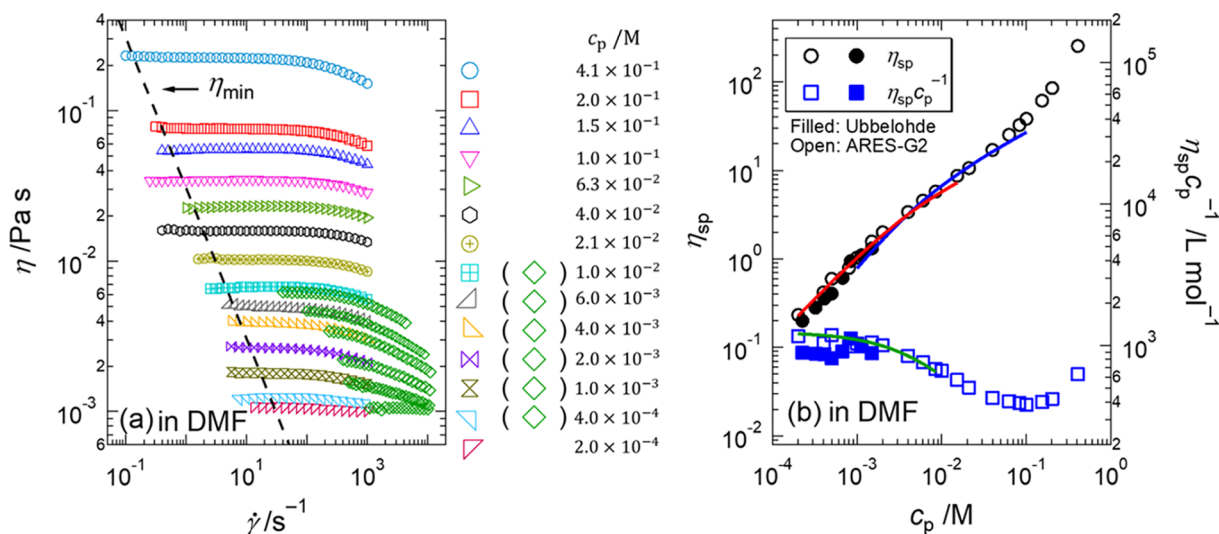 4
2
10⁻¹
6
4
2
10⁻²
6
4
2
10⁻³
6
η /Pa s
η_min
(a) in DMF
10⁻¹ 10¹ 10³
γ̇ /s⁻¹
c_p /M
4.1 × 10⁻¹
2.0 × 10⁻¹
1.5 × 10⁻¹
1.0 × 10⁻¹
6.3 × 10⁻²
4.0 × 10⁻²
2.1 × 10⁻²
( ) 1.0 × 10⁻²
( ) 6.0 × 10⁻³
( ) 4.0 × 10⁻³
( ) 2.0 × 10⁻³
( ) 1.0 × 10⁻³
( ) 4.0 × 10⁻⁴
2.0 × 10⁻⁴
10²
10¹
10⁰
10⁻¹
10⁻²
η_sp
η_sp
η_sp c_p⁻¹
Filled: Ubbelohde
Open: ARES-G2
(b) in DMF
10⁻⁴ 10⁻³ 10⁻² 10⁻¹ 10⁰
c_p /M
2
10⁵
6
4
2
10⁴
6
4
2
10³
6
4
2
η_sp c_p⁻¹ /L mol⁻¹